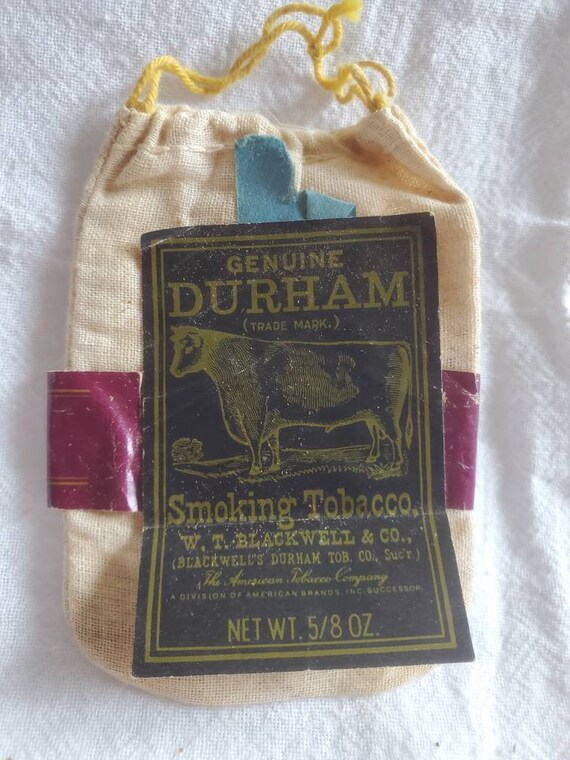 GENUINE
DURHAM
(TRADE MARK.)
Smoking Tobacco,
W. T. BLACKWELL & CO.,
(BLACKWELL'S DURHAM TOB. CO., Suc'r.)
The American Tobacco Company
A DIVISION OF AMERICAN BRANDS, INC. SUCCESSOR.
NET WT. 5/8 OZ.